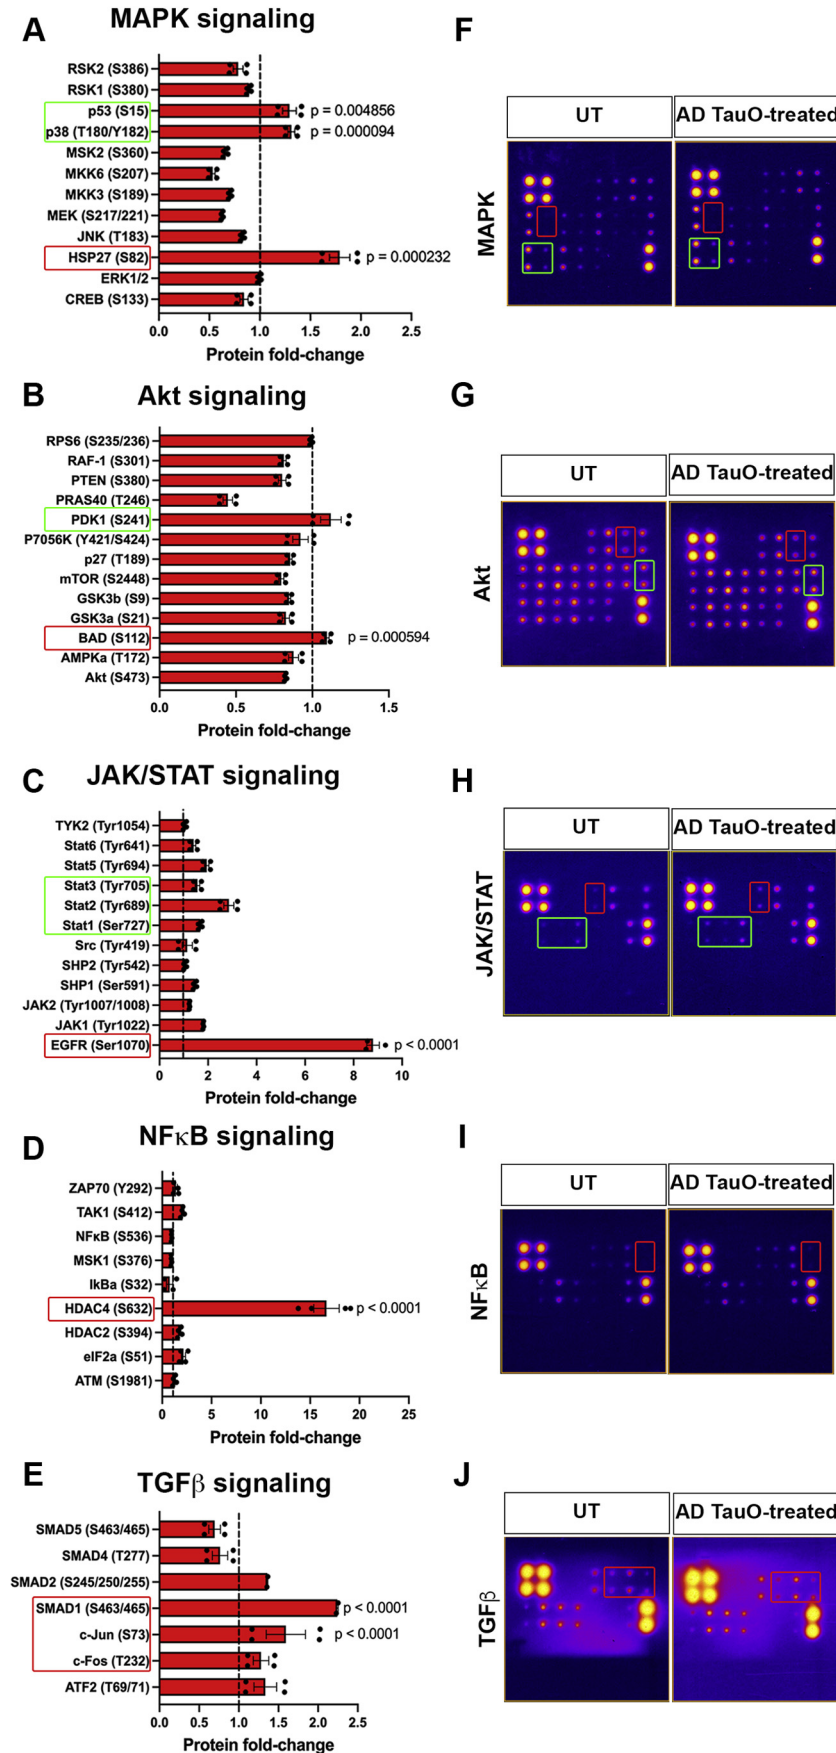 A
MAPK signaling
RSK2 (S386)
RSK1 (S380)
p53 (S15)
p = 0.004856
p38 (T180/Y182)
p = 0.000094
MSK2 (S360)
MKK6 (S207)
MKK3 (S189)
MEK (S217/221)
JNK (T183)
HSP27 (S82)
p = 0.000232
ERK1/2
CREB (S133)
0.0 0.5 1.0 1.5 2.0 2.5
Protein fold-change
F
UT
AD TauO-treated
MAPK
B
Akt signaling
RPS6 (S235/236)
RAF-1 (S301)
PTEN (S380)
PRAS40 (T246)
PDK1 (S241)
P7056K (Y421/S424)
p27 (T189)
mTOR (S2448)
GSK3b (S9)
GSK3a (S21)
BAD (S112)
p = 0.000594
AMPKa (T172)
Akt (S473)
0.0 0.5 1.0 1.5
Protein fold-change
G
UT
AD TauO-treated
Akt
C
JAK/STAT signaling
TYK2 (Tyr1054)
Stat6 (Tyr641)
Stat5 (Tyr694)
Stat3 (Tyr705)
Stat2 (Tyr689)
Stat1 (Ser727)
Src (Tyr419)
SHP2 (Tyr542)
SHP1 (Ser591)
JAK2 (Tyr1007/1008)
JAK1 (Tyr1022)
EGFR (Ser1070)
p < 0.0001
0 2 4 6 8 10
Protein fold-change
H
UT
AD TauO-treated
JAK/STAT
D
NFκB signaling
ZAP70 (Y292)
TAK1 (S412)
NFκB (S536)
MSK1 (S376)
IkBa (S32)
HDAC4 (S632)
p < 0.0001
HDAC2 (S394)
eIF2a (S51)
ATM (S1981)
0 5 10 15 20 25
Protein fold-change
I
UT
AD TauO-treated
NFκB
E
TGFβ signaling
SMAD5 (S463/465)
SMAD4 (T277)
SMAD2 (S245/250/255)
SMAD1 (S463/465)
p < 0.0001
c-Jun (S73)
p < 0.0001
c-Fos (T232)
ATF2 (T69/71)
0.0 0.5 1.0 1.5 2.0 2.5
Protein fold-change
J
UT
AD TauO-treated
TGFβ